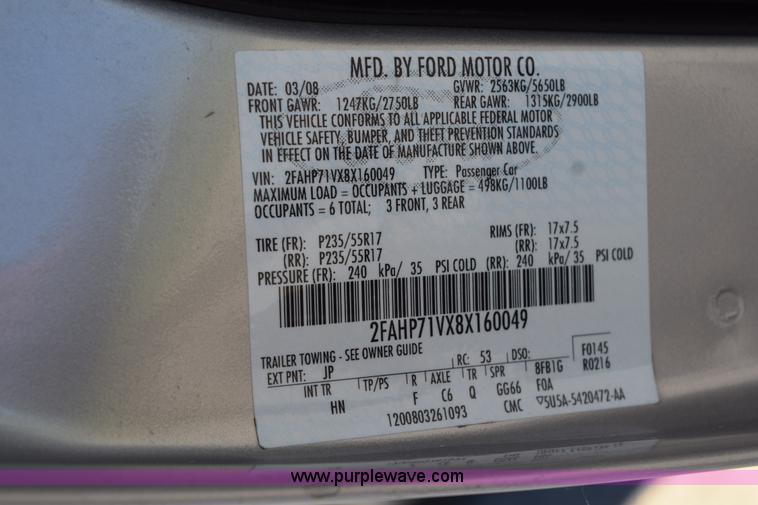 MFD. BY FORD MOTOR CO.
DATE: 03/08 GVWR: 2563KG/5650LB
FRONT GAWR: 1247KG/2750LB REAR GAWR: 1315KG/2900LB
THIS VEHICLE CONFORMS TO ALL APPLICABLE FEDERAL MOTOR
VEHICLE SAFETY, BUMPER, AND THEFT PREVENTION STANDARDS
IN EFFECT ON THE DATE OF MANUFACTURE SHOWN ABOVE.
VIN: 2FAHP71VX8X160049 TYPE: Passenger Car
MAXIMUM LOAD = OCCUPANTS + LUGGAGE = 498KG/1100LB
OCCUPANTS = 6 TOTAL; 3 FRONT, 3 REAR
TIRE (FR): P235/55R17 RIMS (FR): 17x7.5
(RR): P235/55R17 (RR): 17x7.5
PRESSURE (FR): 240 kPa/ 35 PSI COLD (RR): 240 kPa/ 35 PSI COLD
2FAHP71VX8X160049
TRAILER TOWING - SEE OWNER GUIDE F0145
EXT PNT: JP RC: 53 DSO: 8FB1G R0216
INT TR TP/PS R AXLE TR SPR F0A
HN F C6 Q GG66
1200803261093 CMC ▽5U5A-5420472-AA
www.purplewave.com